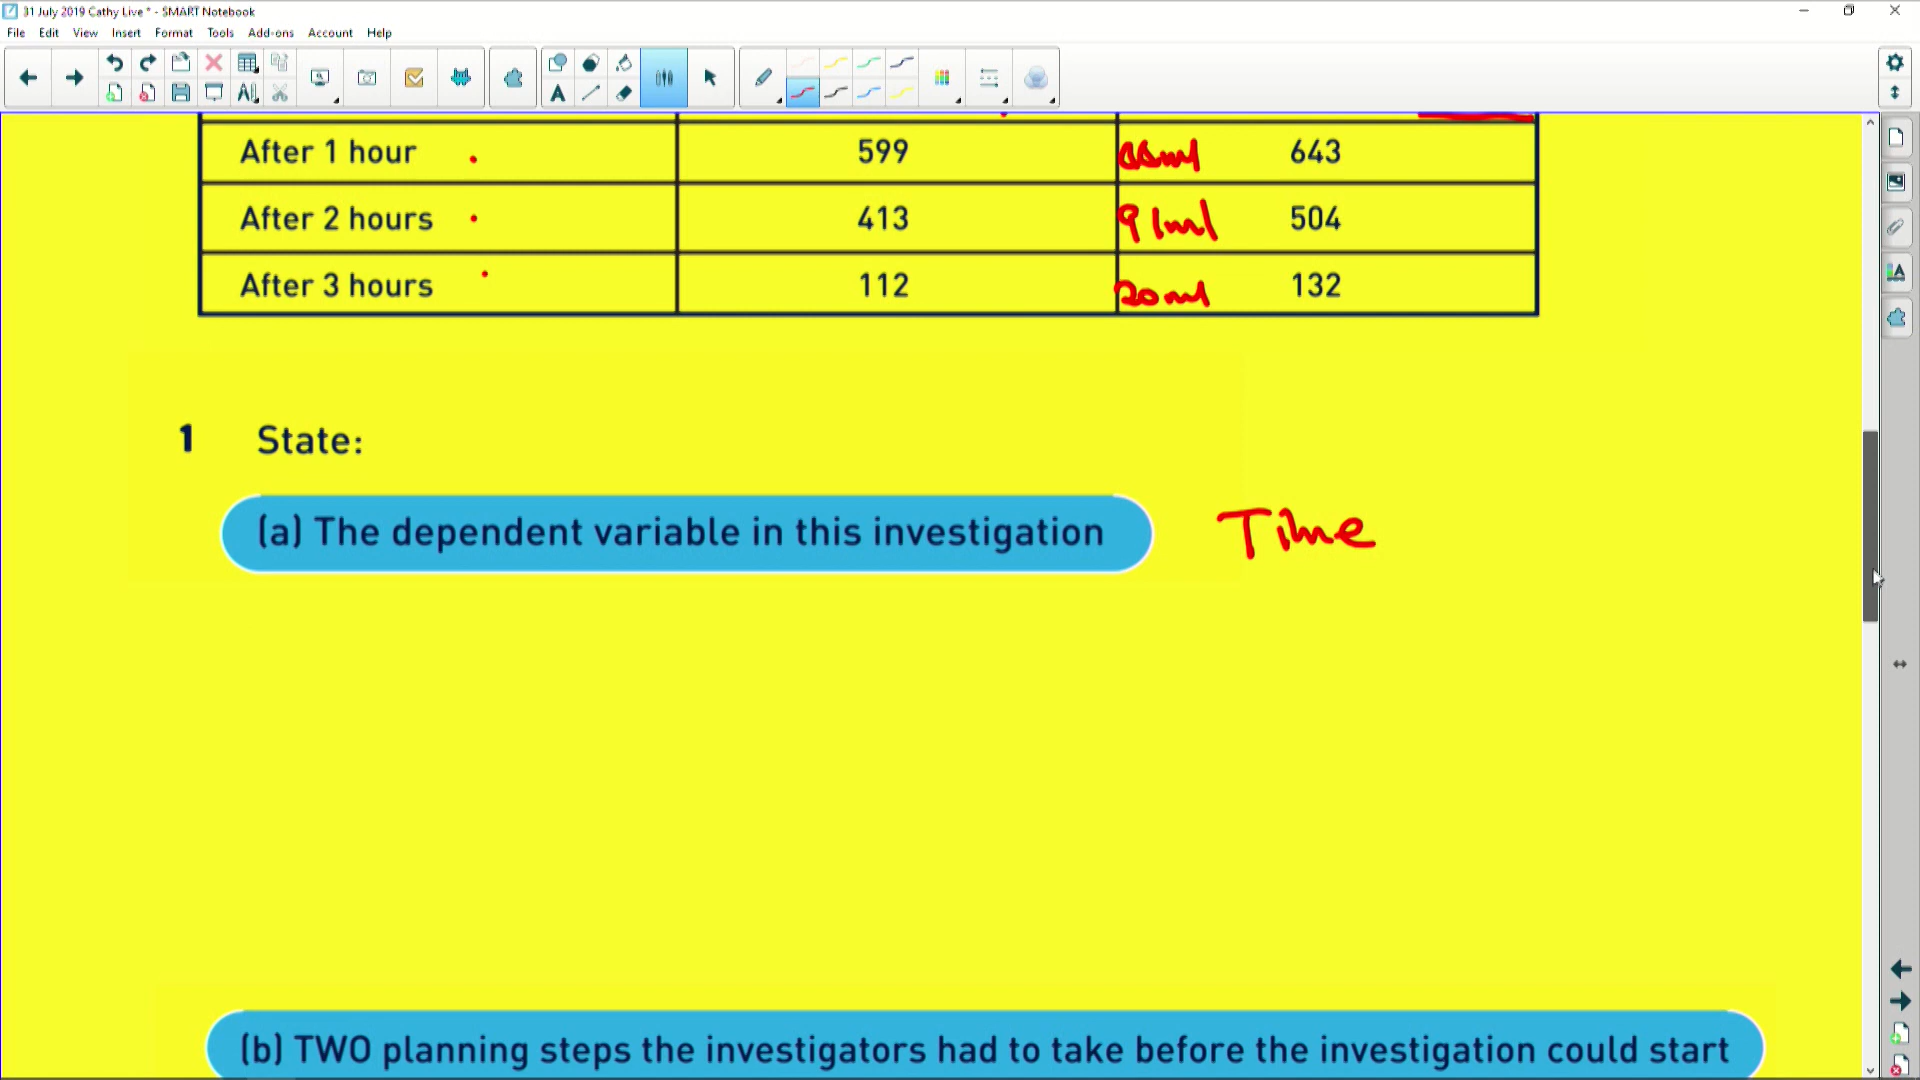 31 July 2019 Cathy Live * - SMART Notebook
File Edit View Insert Format Tools Add-ons Account Help
After 1 hour 599 643
After 2 hours 413 91ml 504
After 3 hours 112 20ml 132
1 State:
(a) The dependent variable in this investigation Time
(b) TWO planning steps the investigators had to take before the investigation could start